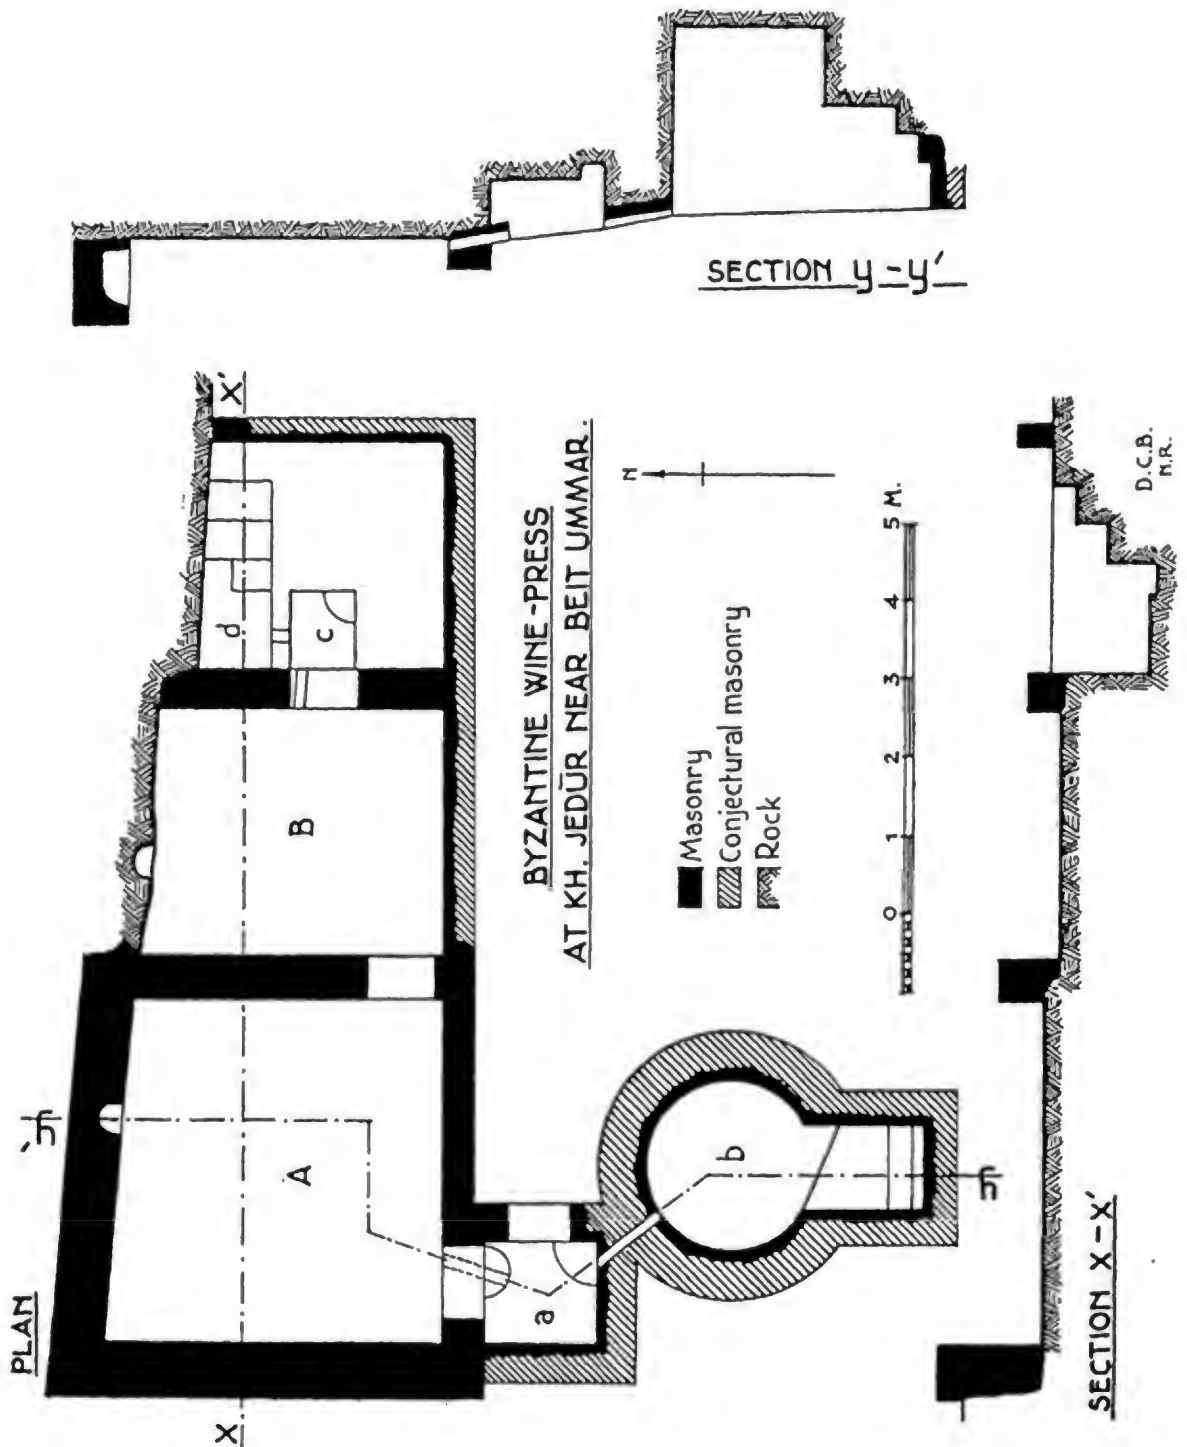 PLAN
X
X'
y'
y
A
B
a
b
c
d
BYZANTINE WINE-PRESS
AT KH. JEDŪR NEAR BEIT UMMAR.
N
Masonry
Conjectural masonry
Rock
0 1 2 3 4 5 M.
SECTION y-y'
SECTION X-X'
D.C.B.
N.R.